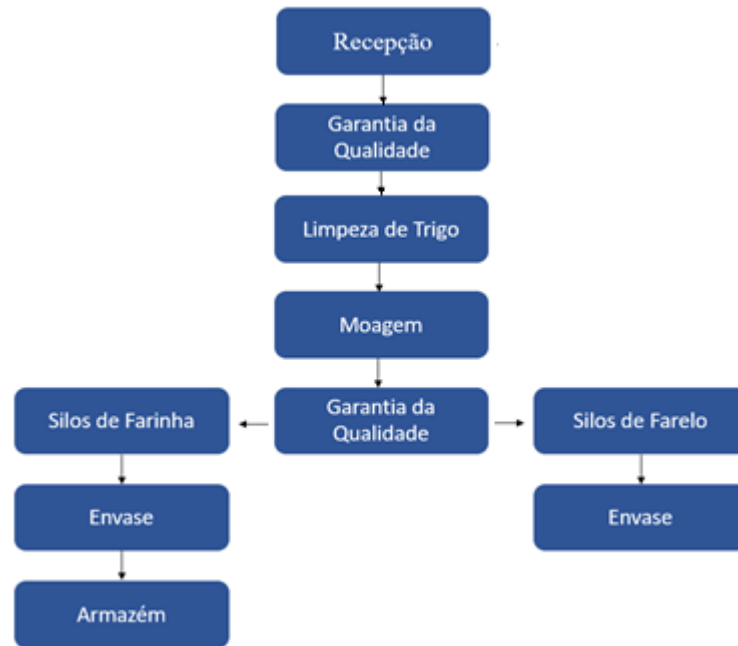 Recepção
Garantia da
Qualidade
Limpeza de Trigo
Moagem
Silos de Farinha
Garantia da
Qualidade
Silos de Farelo
Envase
Envase
Armazém